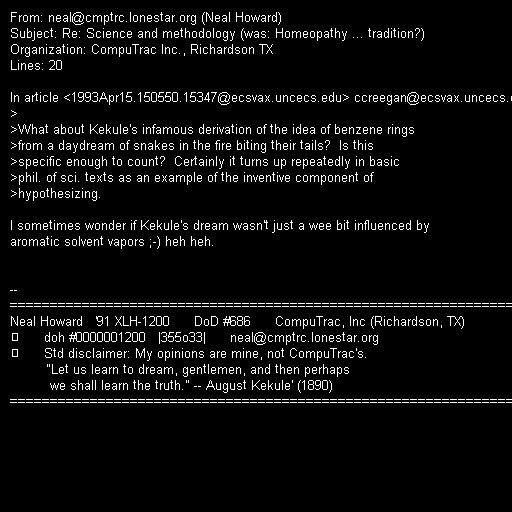 From: neal@cmptrc.lonestar.org (Neal Howard)
Subject: Re: Science and methodology (was: Homeopathy ... tradition?)
Organization: CompuTrac Inc., Richardson TX
Lines: 20

In article <1993Apr15.150550.15347@ecsvax.uncecs.edu> ccreegan@ecsvax.uncecs.
>
>What about Kekule's infamous derivation of the idea of benzene rings
>from a daydream of snakes in the fire biting their tails?  Is this
>specific enough to count?  Certainly it turns up repeatedly in basic
>phil. of sci. texts as an example of the inventive component of
>hypothesizing.

I sometimes wonder if Kekule's dream wasn't just a wee bit influenced by
aromatic solvent vapors ;-) heh heh.

--
================================================================
Neal Howard   '91 XLH-1200      DoD #686      CompuTrac, Inc (Richardson, TX)
doh #0000001200   |355o33|      neal@cmptrc.lonestar.org
Std disclaimer: My opinions are mine, not CompuTrac's.
"Let us learn to dream, gentlemen, and then perhaps
we shall learn the truth." -- August Kekule' (1890)
================================================================